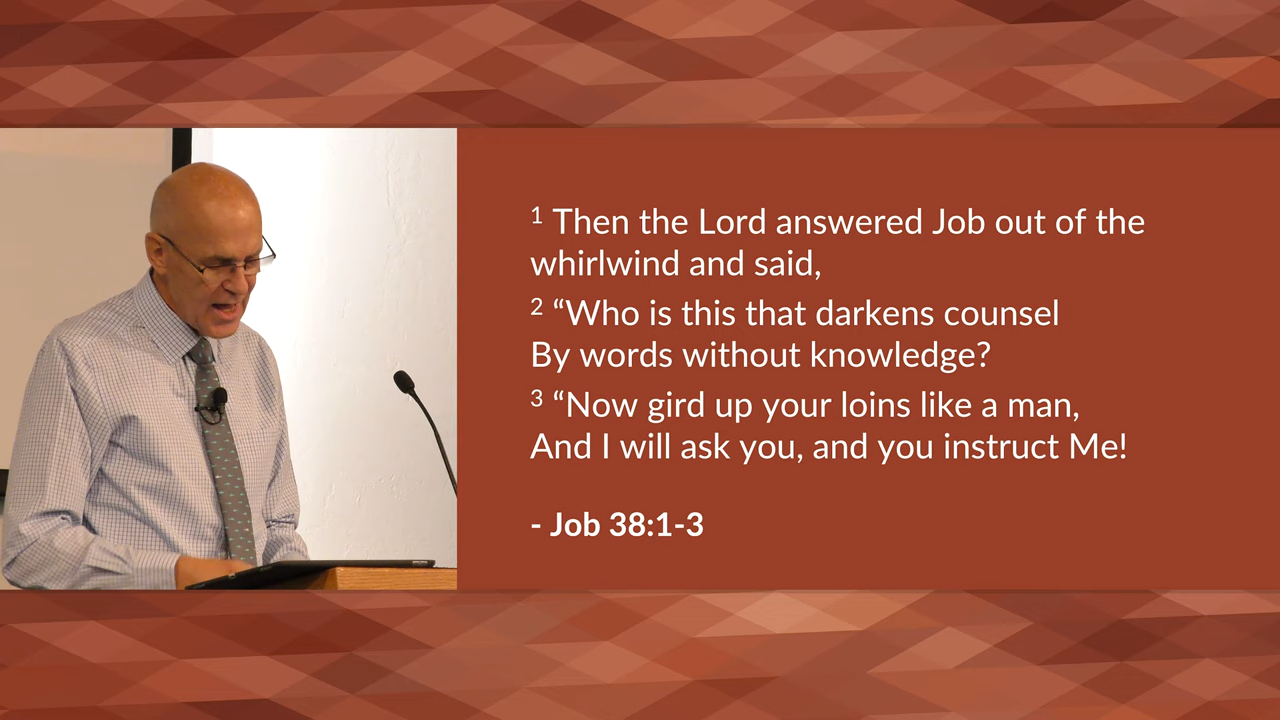 1 Then the Lord answered Job out of the
whirlwind and said,
2 “Who is this that darkens counsel
By words without knowledge?
3 “Now gird up your loins like a man,
And I will ask you, and you instruct Me!
- Job 38:1-3